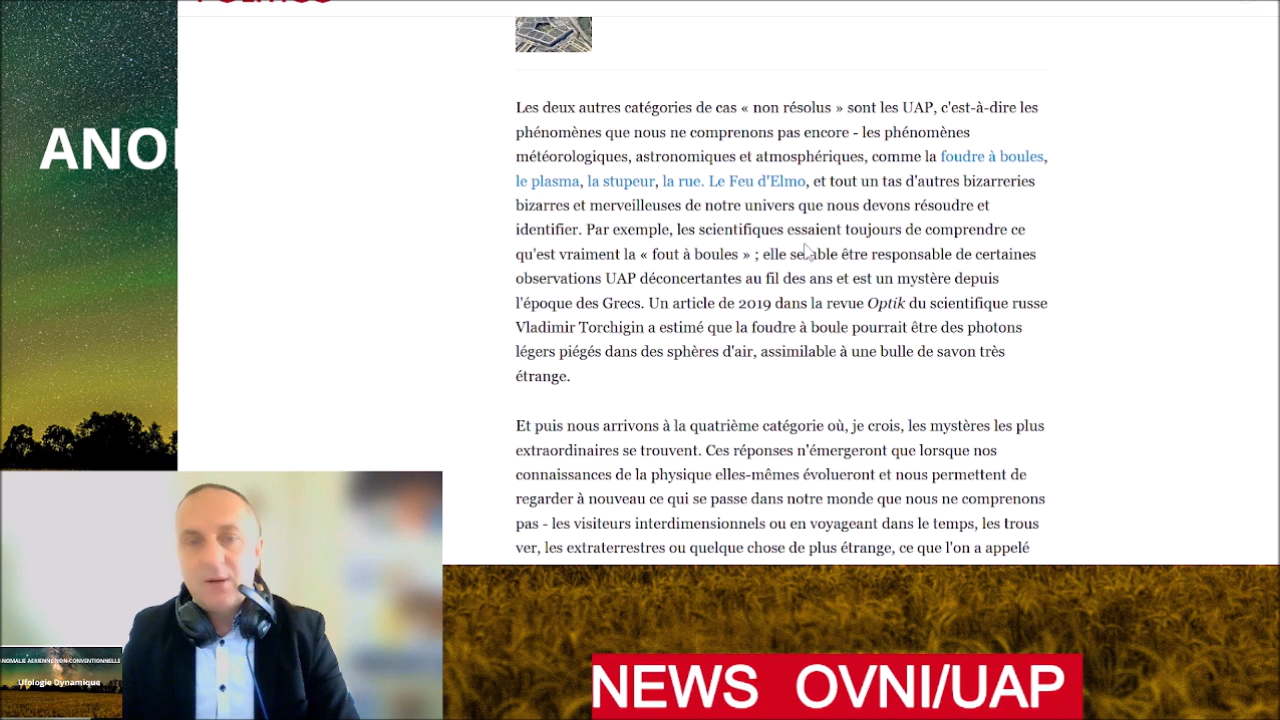 ANO
Les deux autres catégories de cas « non résolus » sont les UAP, c'est-à-dire les
phénomènes que nous ne comprenons pas encore - les phénomènes
météorologiques, astronomiques et atmosphériques, comme la foudre à boules,
le plasma, la stupeur, la rue. Le Feu d'Elmo, et tout un tas d'autres bizarreries
bizarres et merveilleuses de notre univers que nous devons résoudre et
identifier. Par exemple, les scientifiques essaient toujours de comprendre ce
qu'est vraiment la « fout à boules » ; elle semble être responsable de certaines
observations UAP déconcertantes au fil des ans et est un mystère depuis
l'époque des Grecs. Un article de 2019 dans la revue Optik du scientifique russe
Vladimir Torchigin a estimé que la foudre à boule pourrait être des photons
légers piégés dans des sphères d'air, assimilable à une bulle de savon très
étrange.
Et puis nous arrivons à la quatrième catégorie où, je crois, les mystères les plus
extraordinaires se trouvent. Ces réponses n'émergeront que lorsque nos
connaissances de la physique elles-mêmes évolueront et nous permettent de
regarder à nouveau ce qui se passe dans notre monde que nous ne comprenons
pas - les visiteurs interdimensionnels ou en voyageant dans le temps, les trous
ver, les extraterrestres ou quelque chose de plus étrange, ce que l'on a appelé
ANOMALIE AERIENNE NON-CONVENTIONNELLE
Ufologie Dynamique
NEWS OVNI/UAP